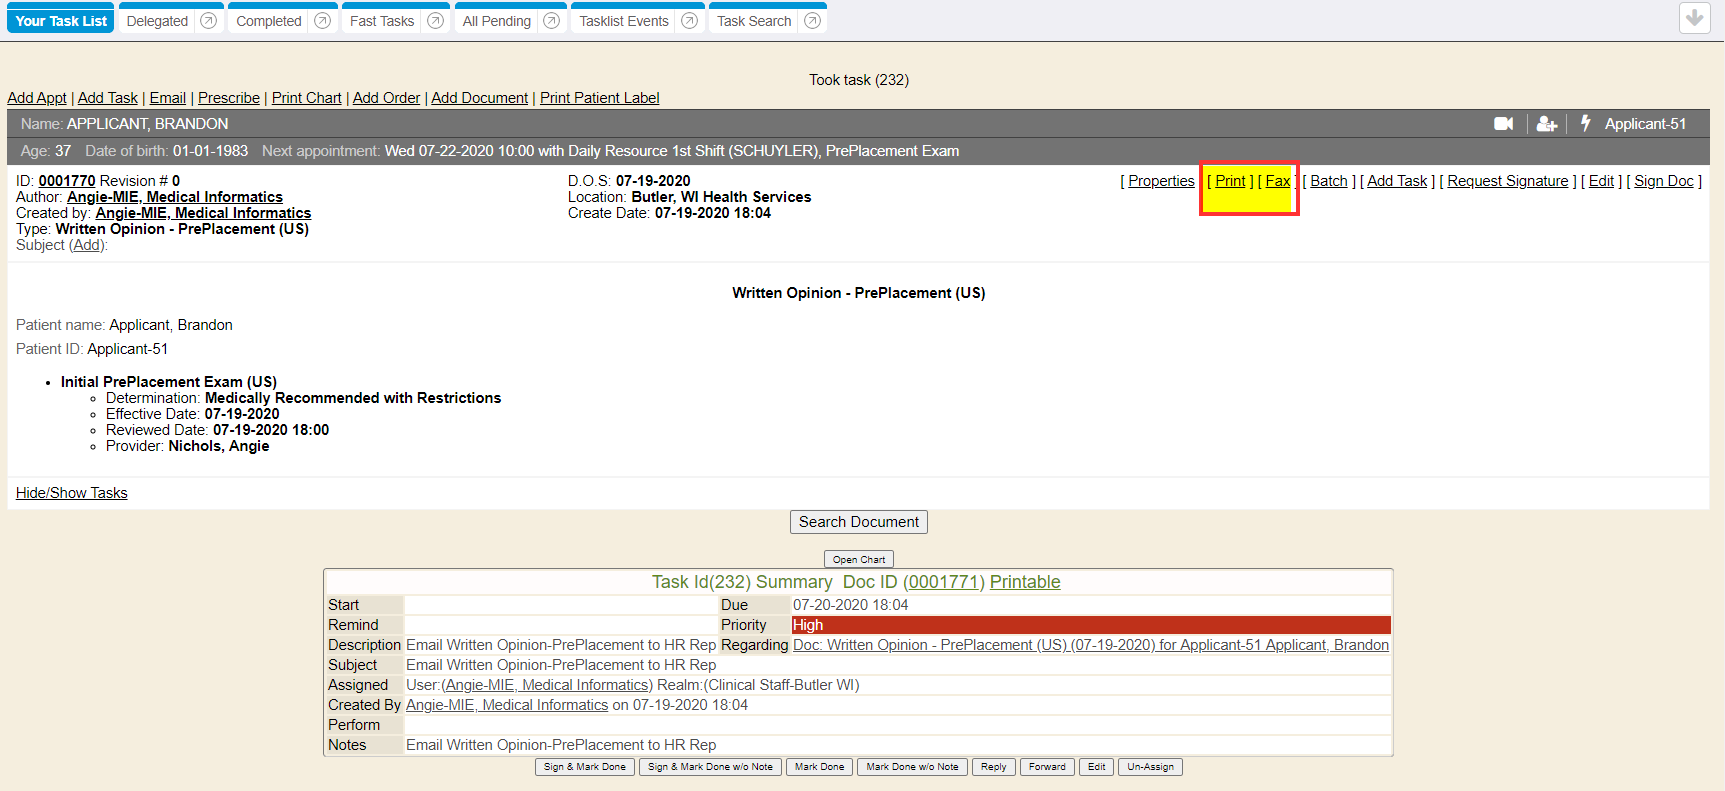 Your Task List Delegated Completed Fast Tasks All Pending Tasklist Events Task Search
Took task (232)
Add Appt | Add Task | Email | Prescribe | Print Chart | Add Order | Add Document | Print Patient Label
Name: APPLICANT, BRANDON Applicant-51
Age: 37 Date of birth: 01-01-1983 Next appointment: Wed 07-22-2020 10:00 with Daily Resource 1st Shift (SCHUYLER), PrePlacement Exam
ID: 0001770 Revision # 0 D.O.S: 07-19-2020 [ Properties [ Print ] [ Fax ] [ Batch ] [ Add Task ] [ Request Signature ] [ Edit ] [ Sign Doc ]
Author: Angie-MIE, Medical Informatics Location: Butler, WI Health Services
Created by: Angie-MIE, Medical Informatics Create Date: 07-19-2020 18:04
Type: Written Opinion - PrePlacement (US)
Subject (Add):
Written Opinion - PrePlacement (US)
Patient name: Applicant, Brandon
Patient ID: Applicant-51
• Initial PrePlacement Exam (US)
Determination: Medically Recommended with Restrictions
Effective Date: 07-19-2020
Reviewed Date: 07-19-2020 18:00
Provider: Nichols, Angie
Hide/Show Tasks
Search Document
Open Chart
Task Id(232) Summary Doc ID (0001771) Printable
Start Due 07-20-2020 18:04
Remind Priority High
Description Email Written Opinion-PrePlacement to HR Rep Regarding Doc: Written Opinion - PrePlacement (US) (07-19-2020) for Applicant-51 Applicant, Brandon
Subject Email Written Opinion-PrePlacement to HR Rep
Assigned User:(Angie-MIE, Medical Informatics) Realm:(Clinical Staff-Butler WI)
Created By Angie-MIE, Medical Informatics on 07-19-2020 18:04
Perform
Notes Email Written Opinion-PrePlacement to HR Rep
Sign & Mark Done Sign & Mark Done w/o Note Mark Done Mark Done w/o Note Reply Forward Edit Un-Assign